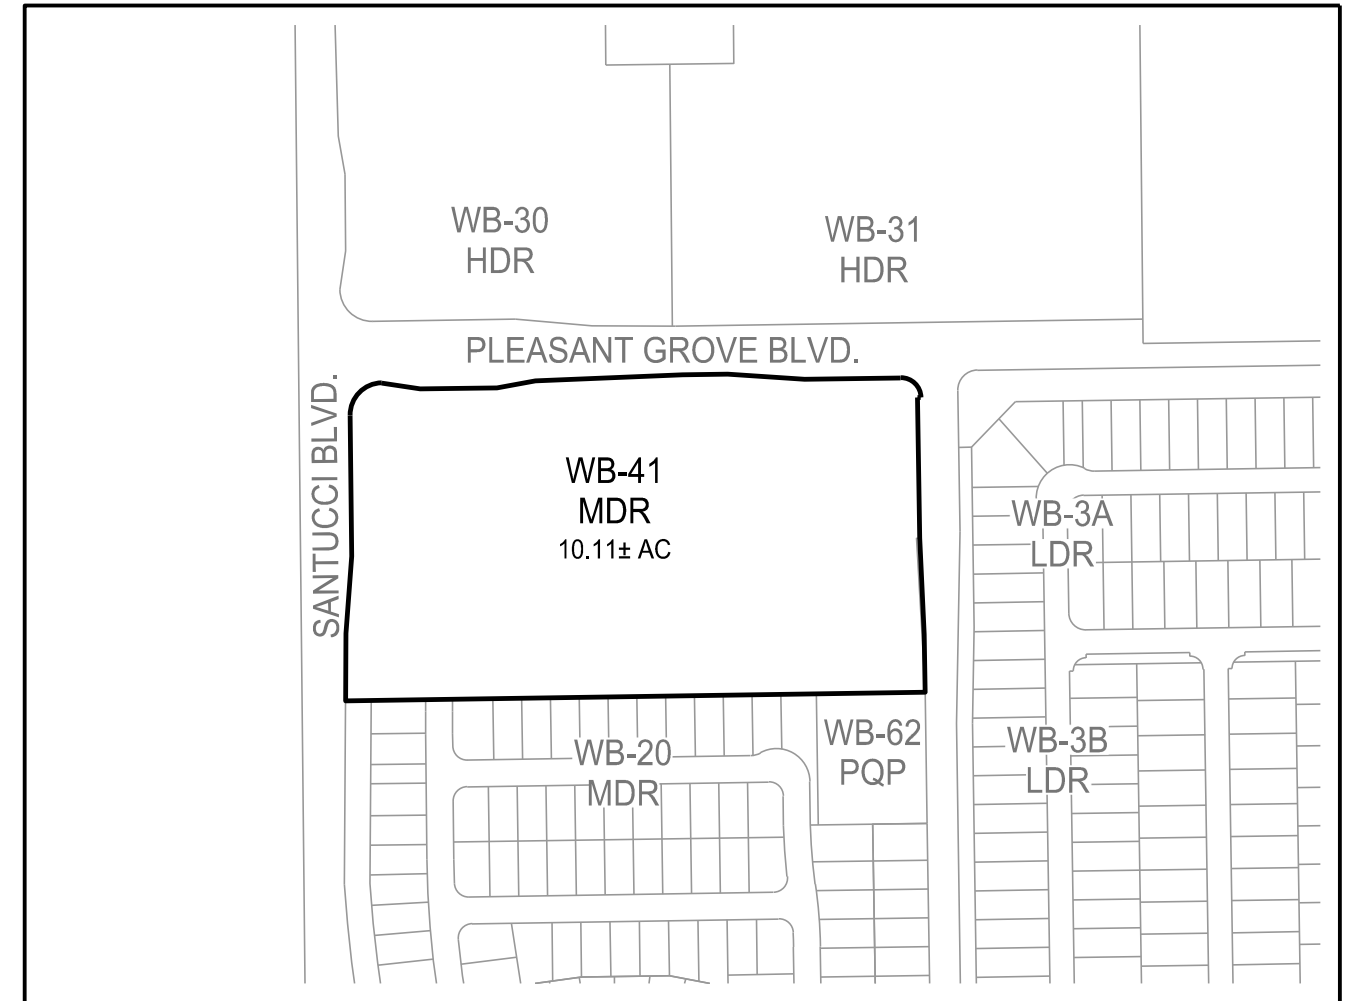 WB-30
HDR
WB-31
HDR
PLEASANT GROVE BLVD.
SANTUCCI BLVD.
WB-41
MDR
10.11± AC
WB-3A
LDR
WB-20
MDR
WB-62
PQP
WB-3B
LDR